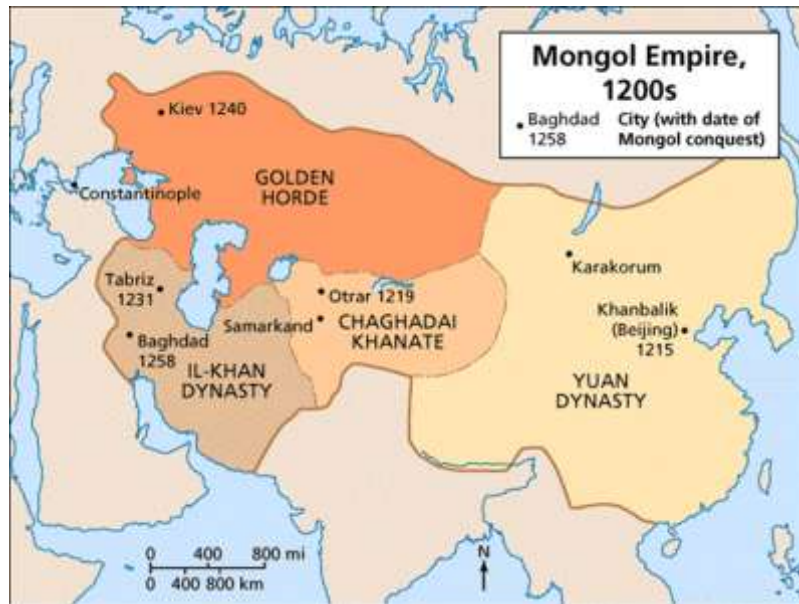 Mongol Empire,
1200s
• Baghdad
1258
City (with date of
Mongol conquest)
Kiev 1240
GOLDEN
HORDE
Constantinople
Karakorum
Tabriz
1231
Otrar 1219
Samarkand
CHAGHADAI
KHANATE
Khanbalik
(Beijing)
1215
Baghdad
1258
IL-KHAN
DYNASTY
YUAN
DYNASTY
0 400 800 mi
0 400 800 km
N